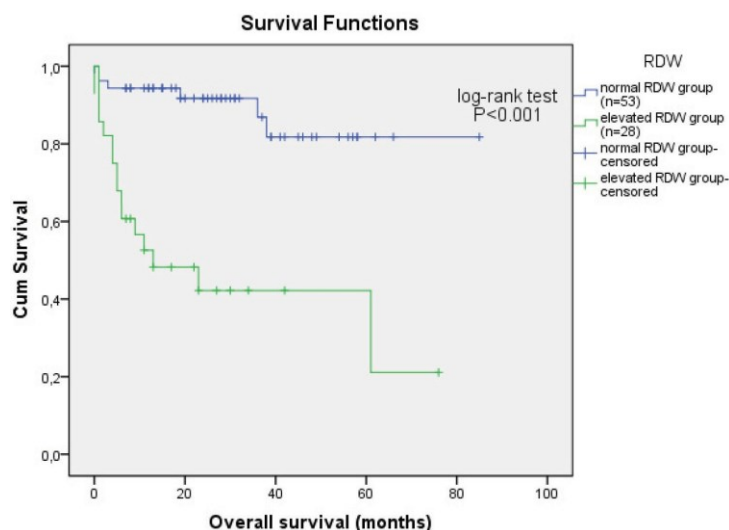 Survival Functions
1,0
0,8
0,6
0,4
0,2
0,0
Cum Survival
0
20
40
60
80
100
Overall survival (months)
log-rank test
P<0.001
RDW
normal RDW group
(n=53)
elevated RDW group
(n=28)
normal RDW group-
censored
elevated RDW group-
censored